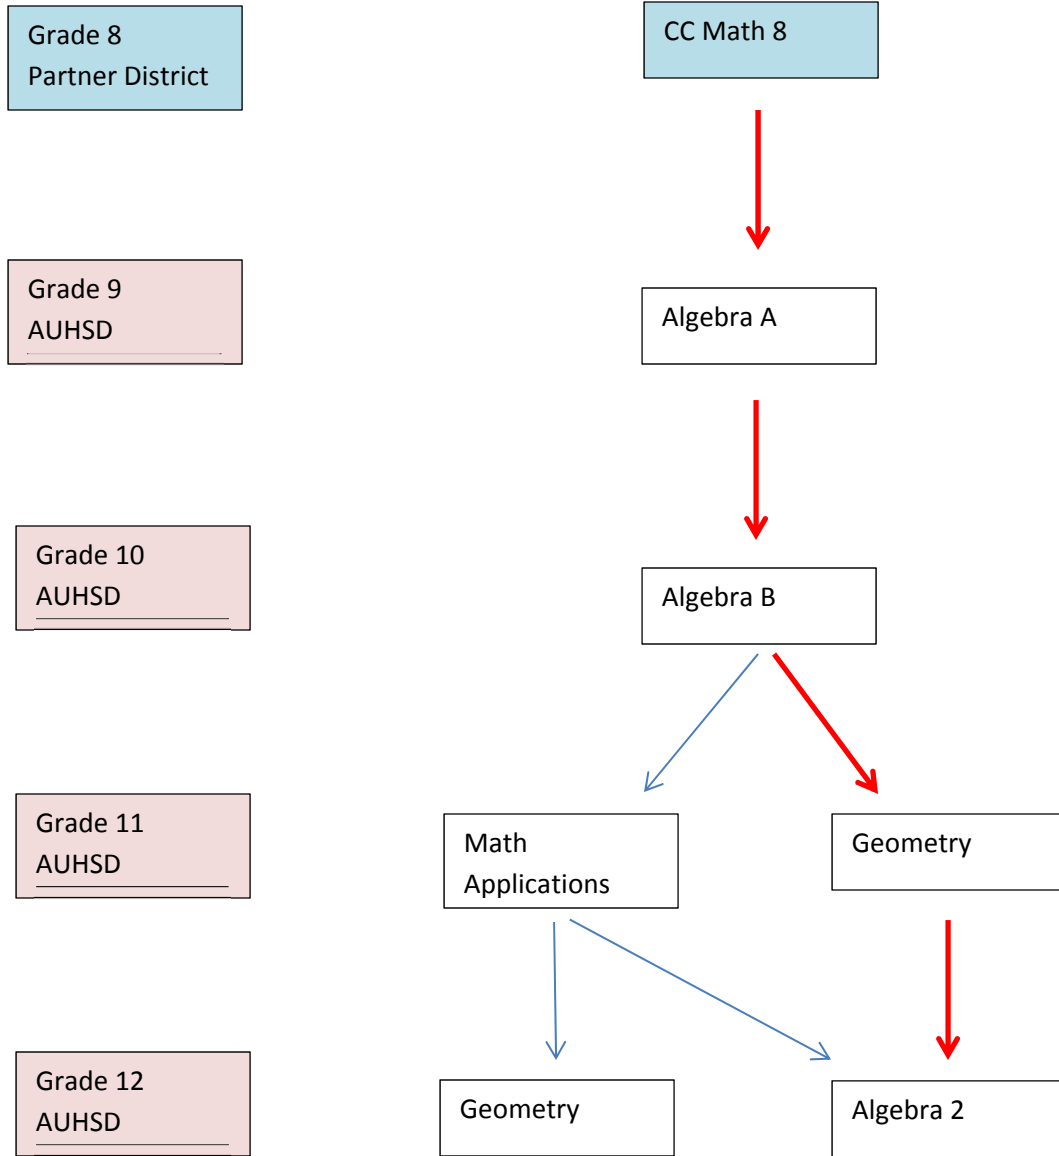 Grade 8
Partner District
CC Math 8
Grade 9
AUHSD
Algebra A
Grade 10
AUHSD
Algebra B
Grade 11
AUHSD
Math
Applications
Geometry
Grade 12
AUHSD
Geometry
Algebra 2